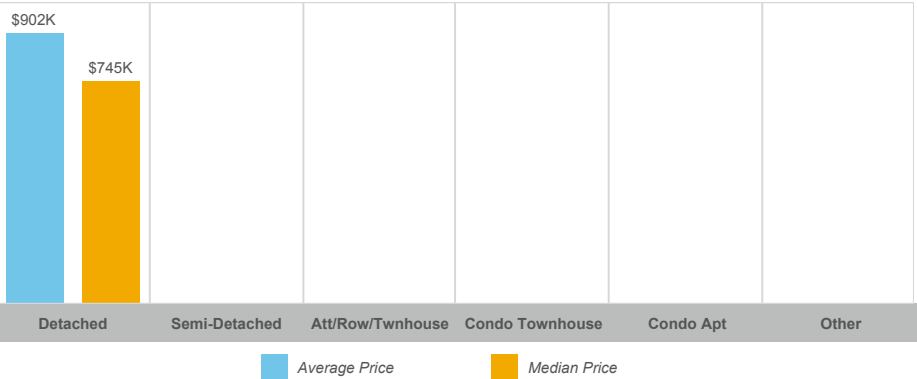 $902K
$745K
Detached Semi-Detached Att/Row/Twnhouse Condo Townhouse Condo Apt Other
Average Price Median Price